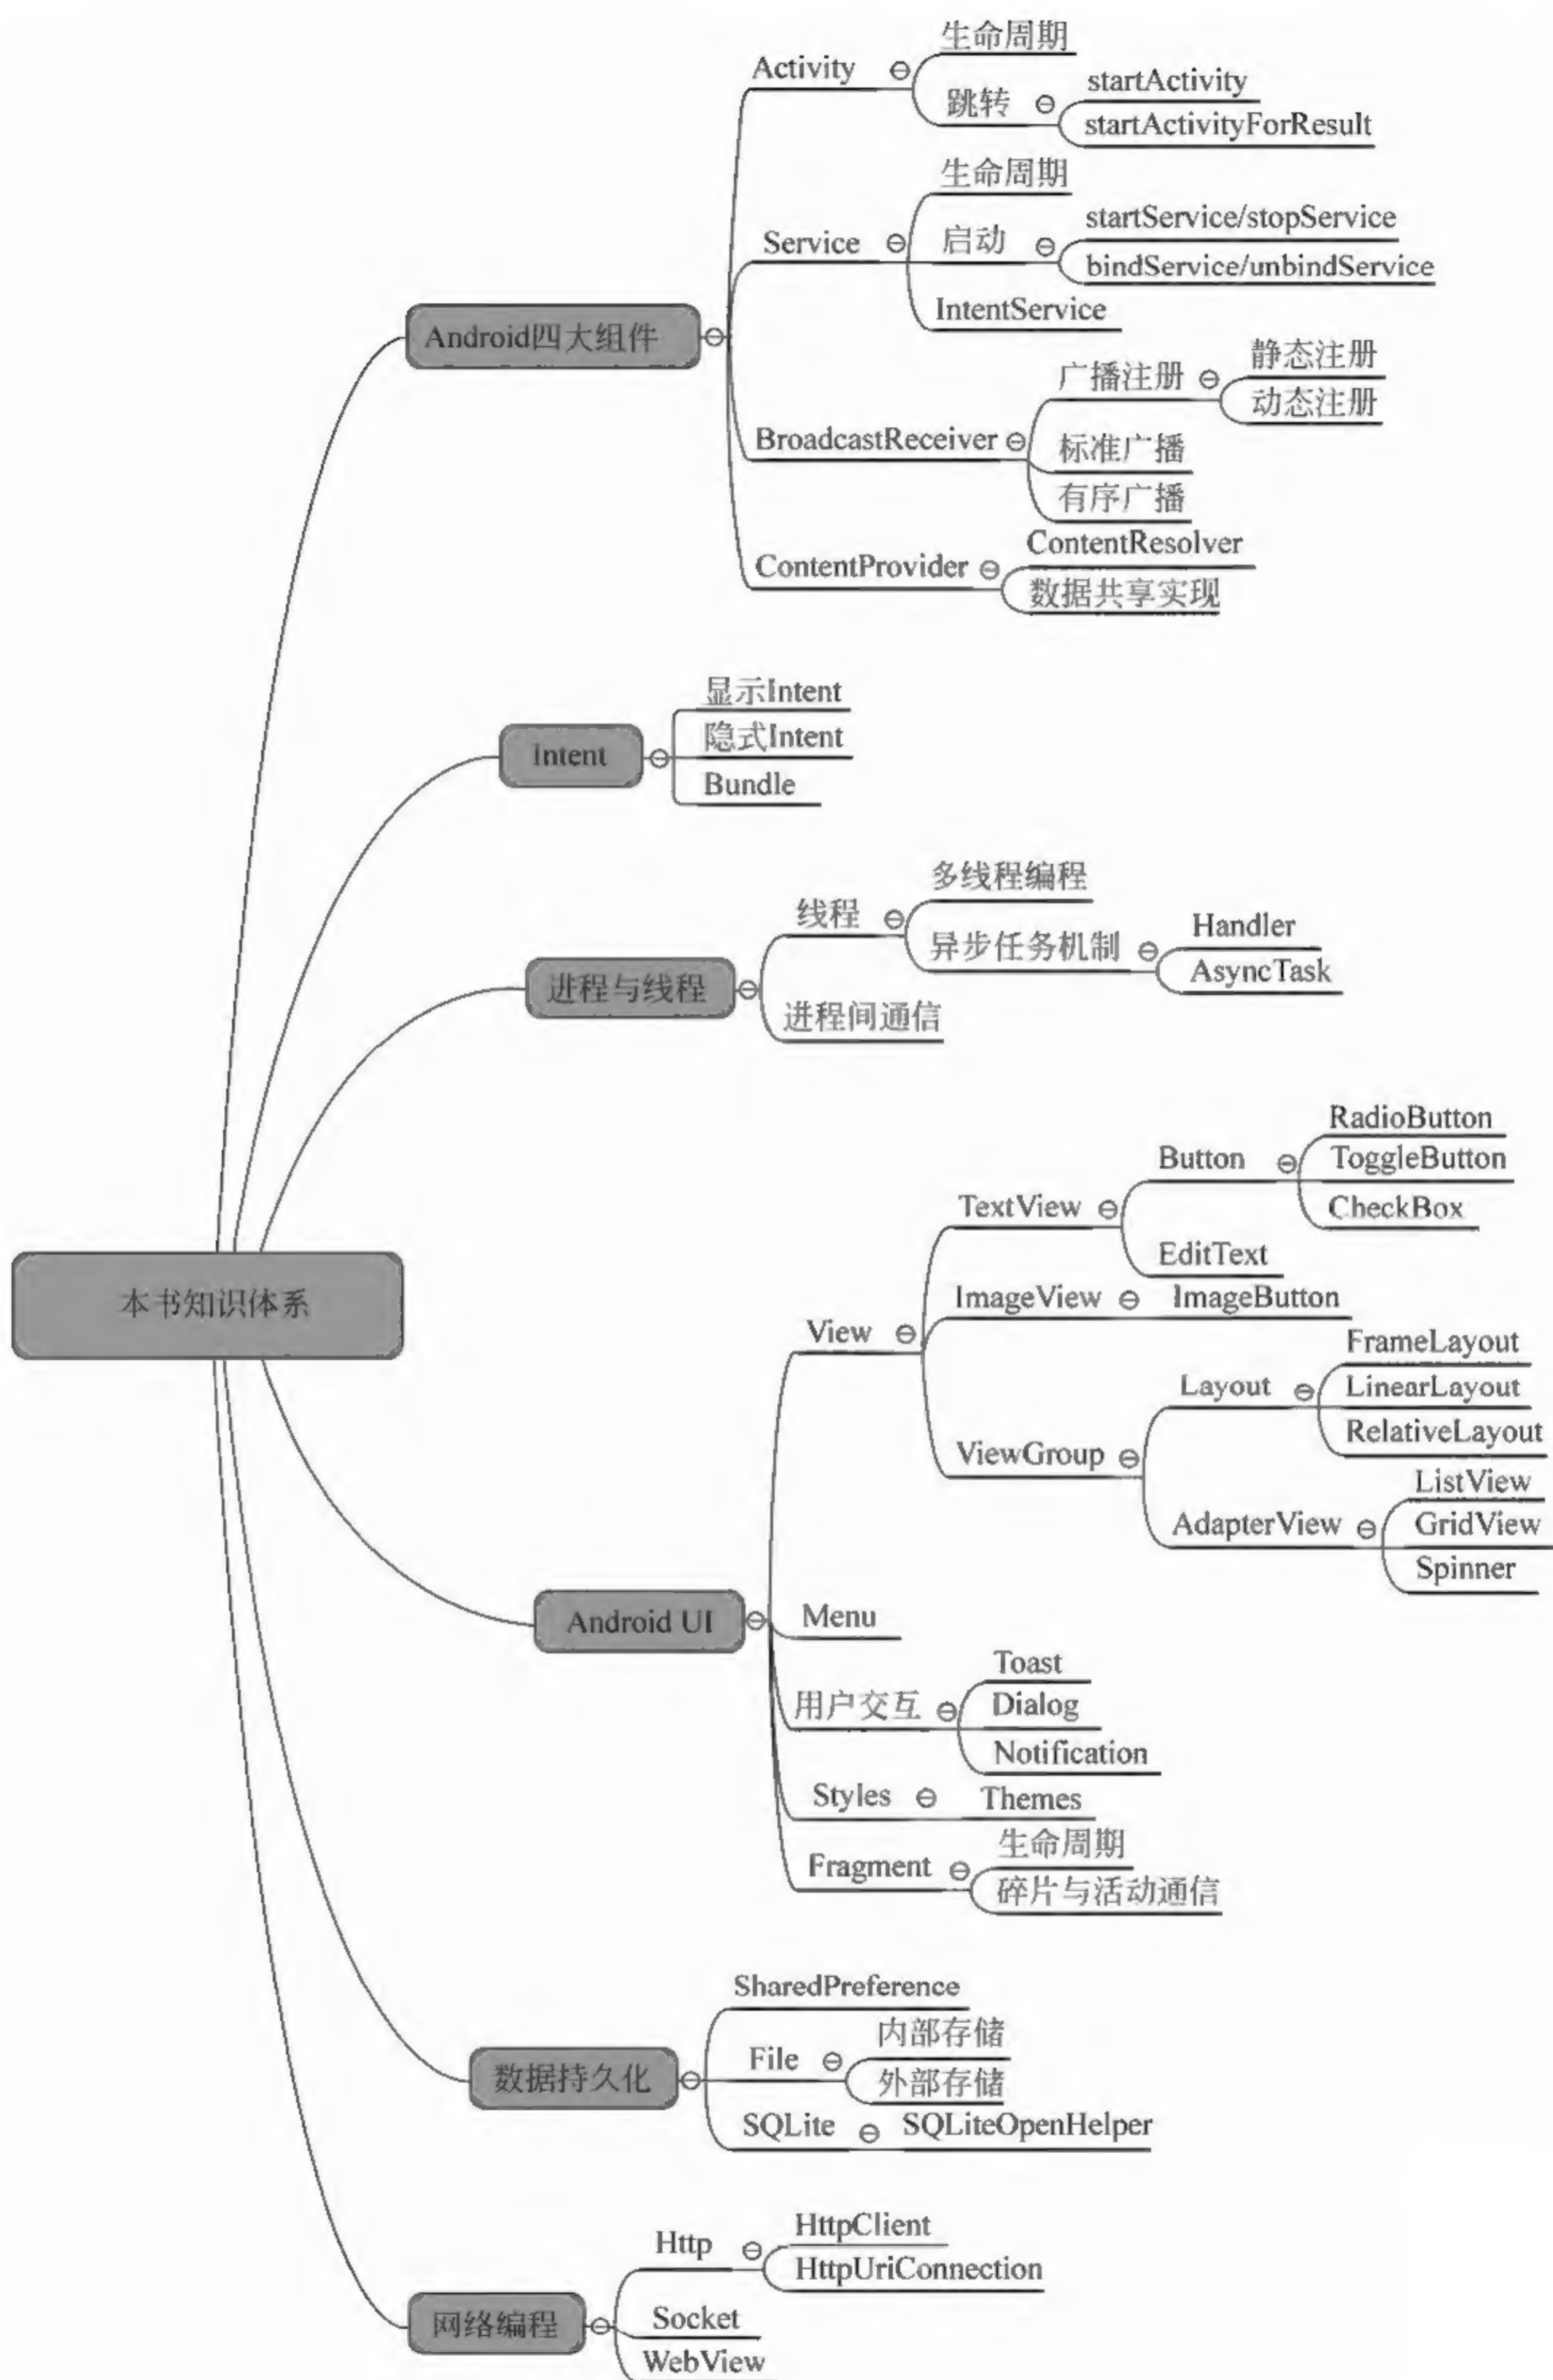 生命周期
Activity
跳转
startActivity
startActivityForResult
生命周期
Service
启动
startService/stopService
bindService/unbindService
IntentService
Android四大组件
广播注册
静态注册
动态注册
BroadcastReceiver
标准广播
有序广播
ContentProvider
ContentResolver
数据共享实现
显示Intent
Intent
隐式Intent
Bundle
多线程编程
线程
异步任务机制
Handler
AsyncTask
进程与线程
进程间通信
本书知识体系
RadioButton
Button
ToggleButton
CheckBox
TextView
EditText
ImageView
ImageButton
View
FrameLayout
Layout
LinearLayout
RelativeLayout
ViewGroup
ListView
AdapterView
GridView
Spinner
Android UI
Menu
Toast
用户交互
Dialog
Notification
Styles
Themes
生命周期
Fragment
碎片与活动通信
SharedPreference
内部存储
File
外部存储
数据持久化
SQLite
SQLiteOpenHelper
Http
HttpClient
HttpUriConnection
网络编程
Socket
WebView